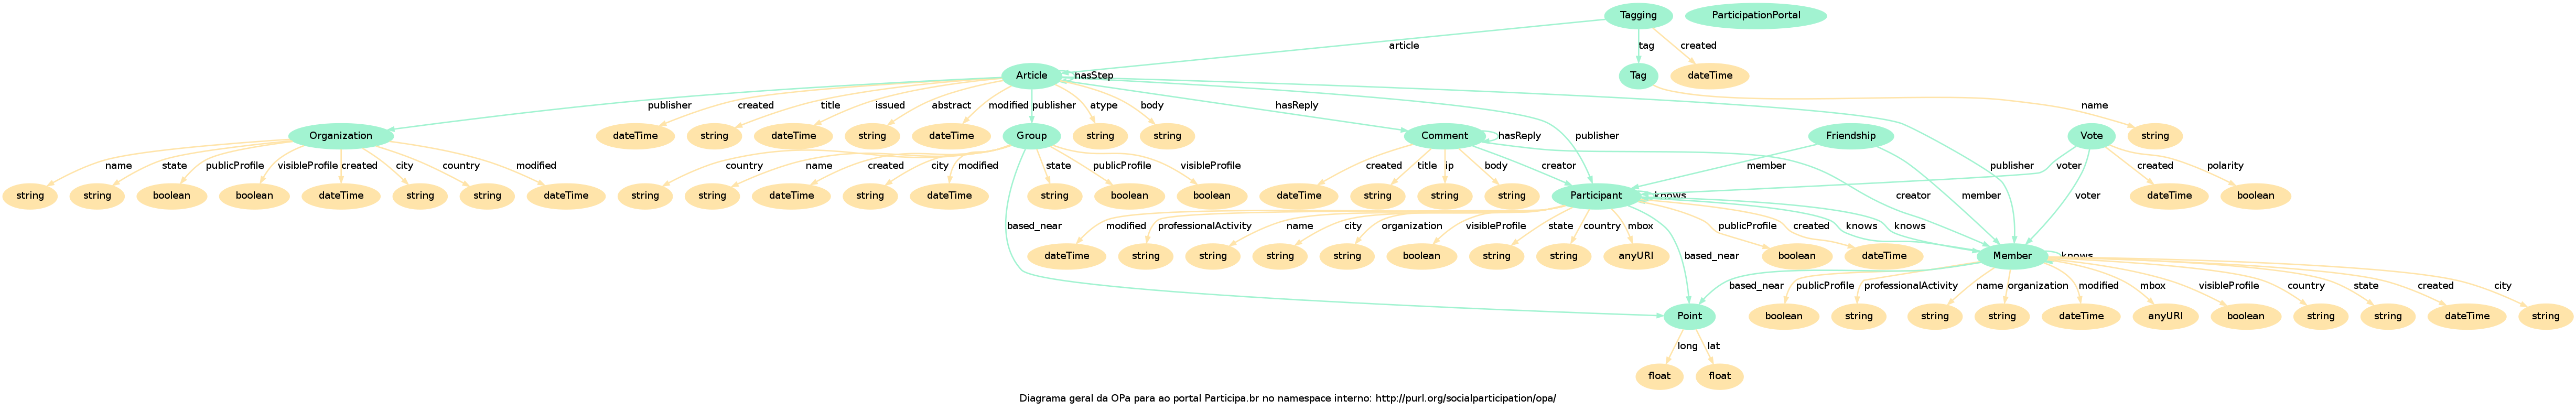 Tagging ParticipationPortal
article tag created
Article hasStep Tag dateTime
publisher created title issued abstract modified publisher atype body hasReply publisher publisher name
Organization dateTime string dateTime string dateTime Group string string Comment hasReply Friendship Vote string
name state publicProfile visibleProfile created city country modified country name created city modified state publicProfile visibleProfile created title ip body creator creator member member voter voter created polarity
string string boolean boolean dateTime string string dateTime string string dateTime string dateTime string boolean boolean dateTime string string string Participant knows dateTime boolean
based_near modified professionalActivity name city organization visibleProfile state country mbox publicProfile created knows knows
dateTime string string string string boolean string string anyURI based_near boolean dateTime Member knows
based_near publicProfile professionalActivity name organization modified mbox visibleProfile country state created city
Point boolean string string string dateTime anyURI boolean string string dateTime string
long lat
float float
Diagrama geral da OPa para ao portal Participa.br no namespace interno: http://purl.org/socialparticipation/opa/